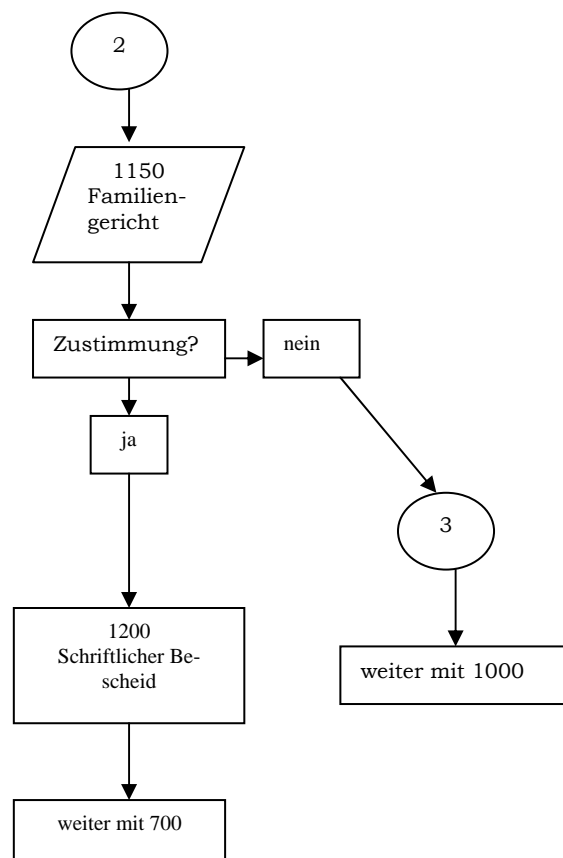 2
1150
Familien-
gericht
Zustimmung?
nein
ja
3
1200
Schriftlicher Be-
scheid
weiter mit 1000
weiter mit 700